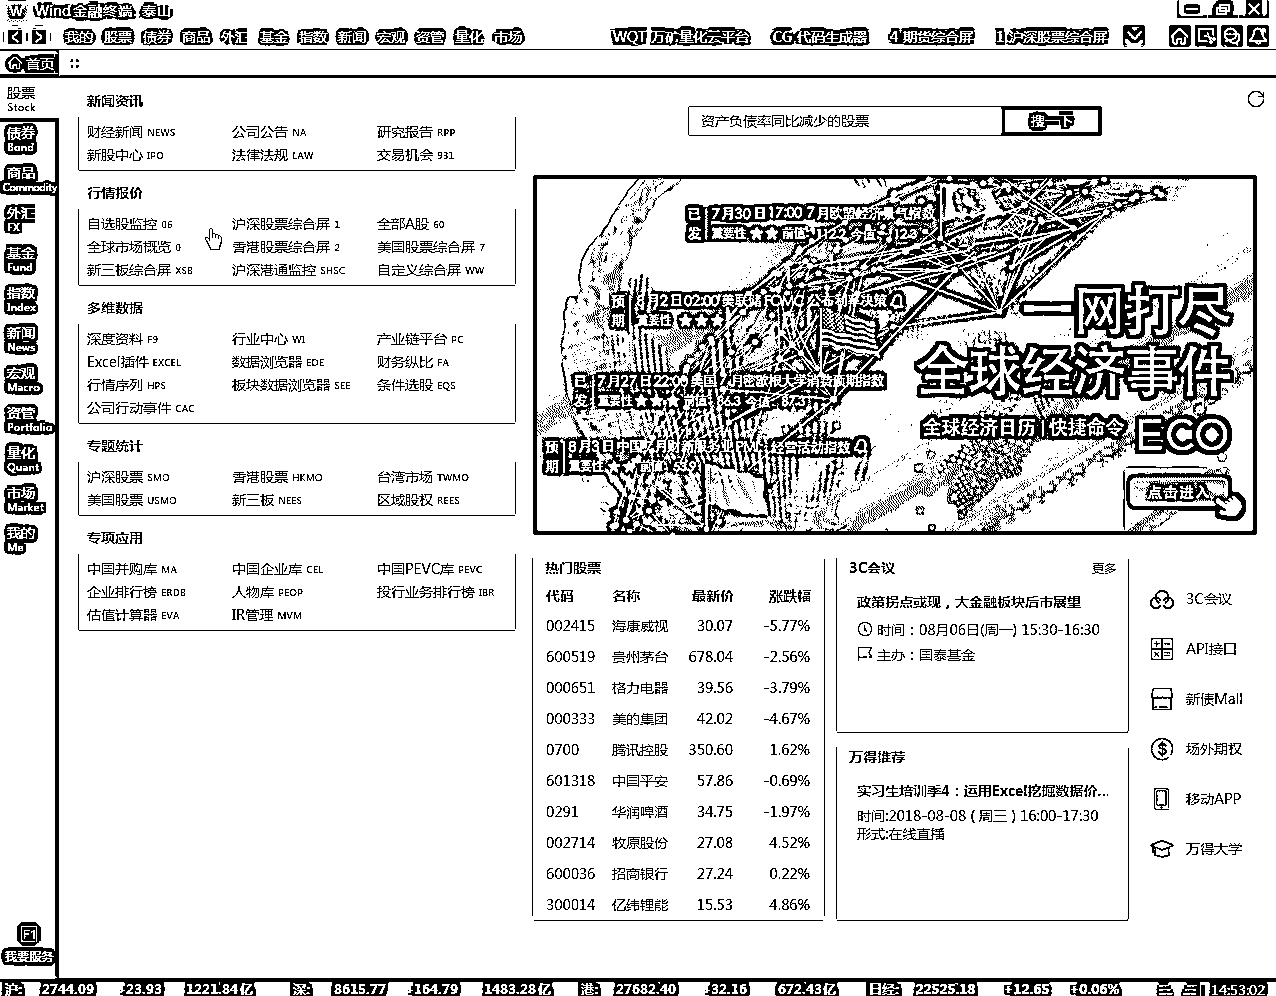 Wind金融终端 泰山
我的 股票 债券 商品 外汇 基金 指数 新闻 宏观 资管 量化 市场 WQT 万矿量化云平台 CG 代码生成器 4 期货综合屏 1 沪深股票综合屏
首页
股票 Stock
债券 Bond
商品 Commodity
外汇 FX
基金 Fund
指数 Index
新闻 News
宏观 Macro
资管 Portfolio
量化 Quant
市场 Market
我的 Me
F1
我要服务
新闻资讯
财经新闻 NEWS 公司公告 NA 研究报告 RPP
新股中心 IPO 法律法规 LAW 交易机会 931
行情报价
自选股监控 06 沪深股票综合屏 1 全部A股 60
全球市场概览 0 香港股票综合屏 2 美国股票综合屏 7
新三板综合屏 XSB 沪深港通监控 SHSC 自定义综合屏 WW
多维数据
深度资料 F9 行业中心 WI 产业链平台 PC
Excel插件 EXCEL 数据浏览器 EDE 财务纵比 FA
行情序列 HPS 板块数据浏览器 SEE 条件选股 EQS
公司行动事件 CAC
专题统计
沪深股票 SMO 香港股票 HKMO 台湾市场 TWMO
美国股票 USMO 新三板 NEES 区域股权 REES
专项应用
中国并购库 MA 中国企业库 CEL 中国PEVC库 PEVC
企业排行榜 ERDB 人物库 PEOP 投行业务排行榜 IBR
估值计算器 EVA IR管理 MVM
资产负债率同比减少的股票 搜一下
已发 7月30日17:00 7月欧盟经济景气指数
重要性 ★★ 前值
预期 8月2日02:00 美联储 FOMC 公布利率决策
重要性 ★★★
已发 7月27日22:00 美国 7月密歇根大学消费者预期指数
重要性 ★★★ 前值
预期 8月3日 中国 7月财新服务业PMI：经营活动指数
重要性 ★★ 前值: 53.9
一网打尽
全球经济事件
全球经济日历 | 快捷命令 ECO
点击进入
热门股票
代码 名称 最新价 涨跌幅
002415 海康威视 30.07 -5.77%
600519 贵州茅台 678.04 -2.56%
000651 格力电器 39.56 -3.79%
000333 美的集团 42.02 -4.67%
0700 腾讯控股 350.60 1.62%
601318 中国平安 57.86 -0.69%
0291 华润啤酒 34.75 -1.97%
002714 牧原股份 27.08 4.52%
600036 招商银行 27.24 0.22%
300014 亿纬锂能 15.53 4.86%
3C会议 更多
政策拐点或现，大金融板块后市展望
时间：08月06日(周一) 15:30-16:30
主办：国泰基金
万得推荐
实习生培训季4：运用Excel挖掘数据价...
时间:2018-08-08 ( 周三 ) 16:00-17:30
形式:在线直播
3C会议
API接口
新债Mall
场外期权
移动APP
万得大学
沪: 2744.09 -23.93 1221.84亿 深: 8615.77 -164.79 1483.28亿 港: 27682.40 -32.16 672.43亿 日经: 22525.18 +12.65 +0.06% 14:53:02